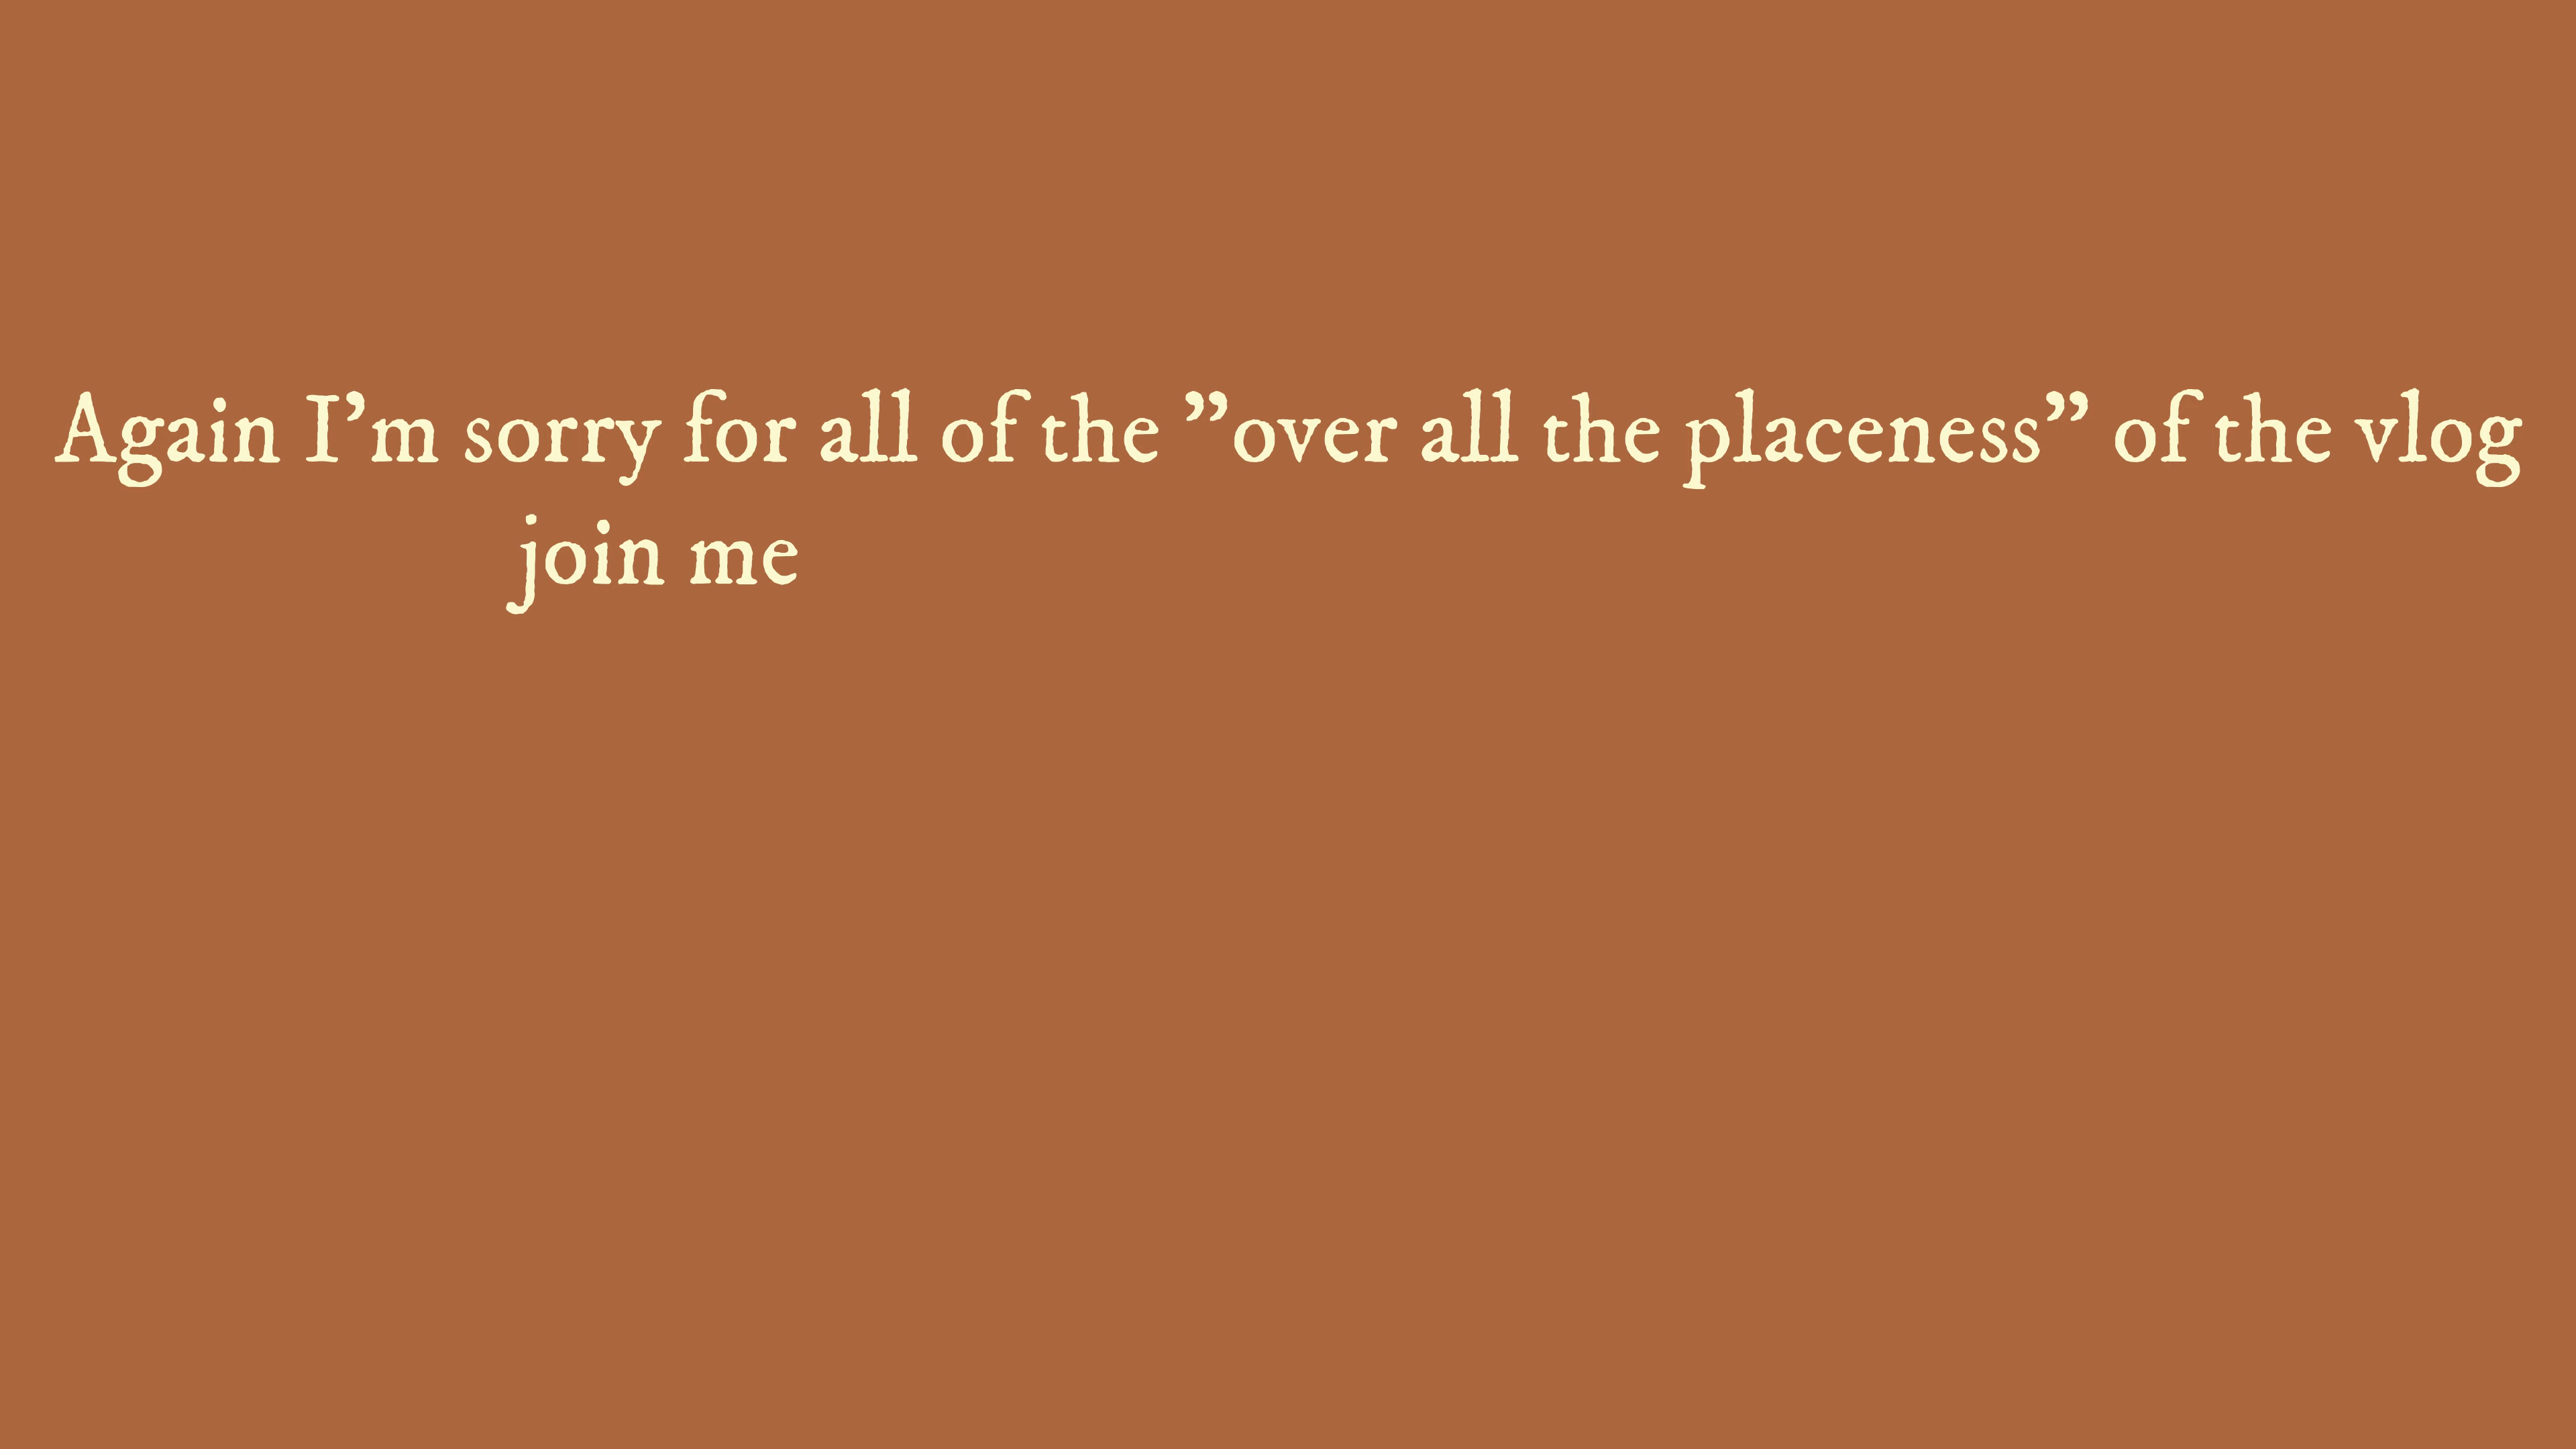 Again I’m sorry for all of the ”over all the placeness” of the vlog
join me